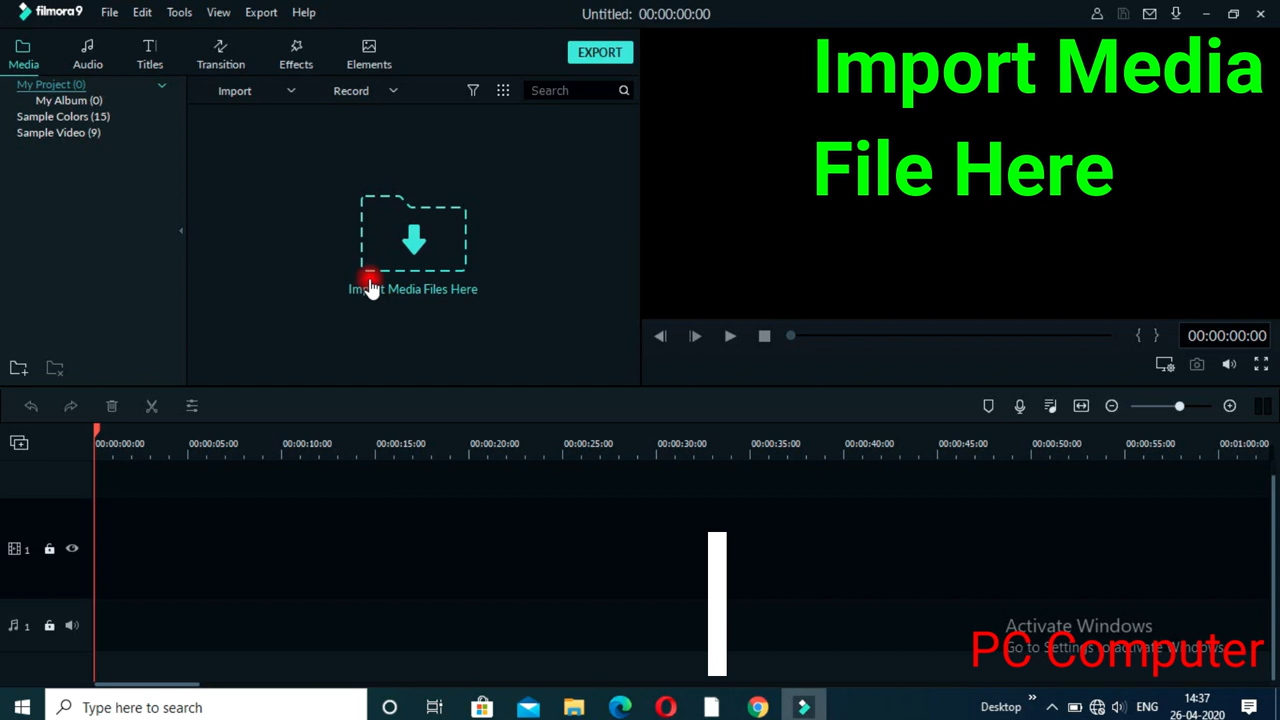 filmora9 File Edit Tools View Export Help Untitled: 00:00:00:00
Media Audio Titles Transition Effects Elements EXPORT
My Project (0)
My Album (0)
Sample Colors (15)
Sample Video (9)
Import Record Search
Import Media Files Here
Import Media
File Here
00:00:00:00
00:00:00:00 00:00:05:00 00:00:10:00 00:00:15:00 00:00:20:00 00:00:25:00 00:00:30:00 00:00:35:00 00:00:40:00 00:00:45:00 00:00:50:00 00:00:55:00 00:01:00:00
1
1
Activate Windows
Go to Settings to activate Windows.
PC Computer
Type here to search Desktop ENG 14:37
26-04-2020